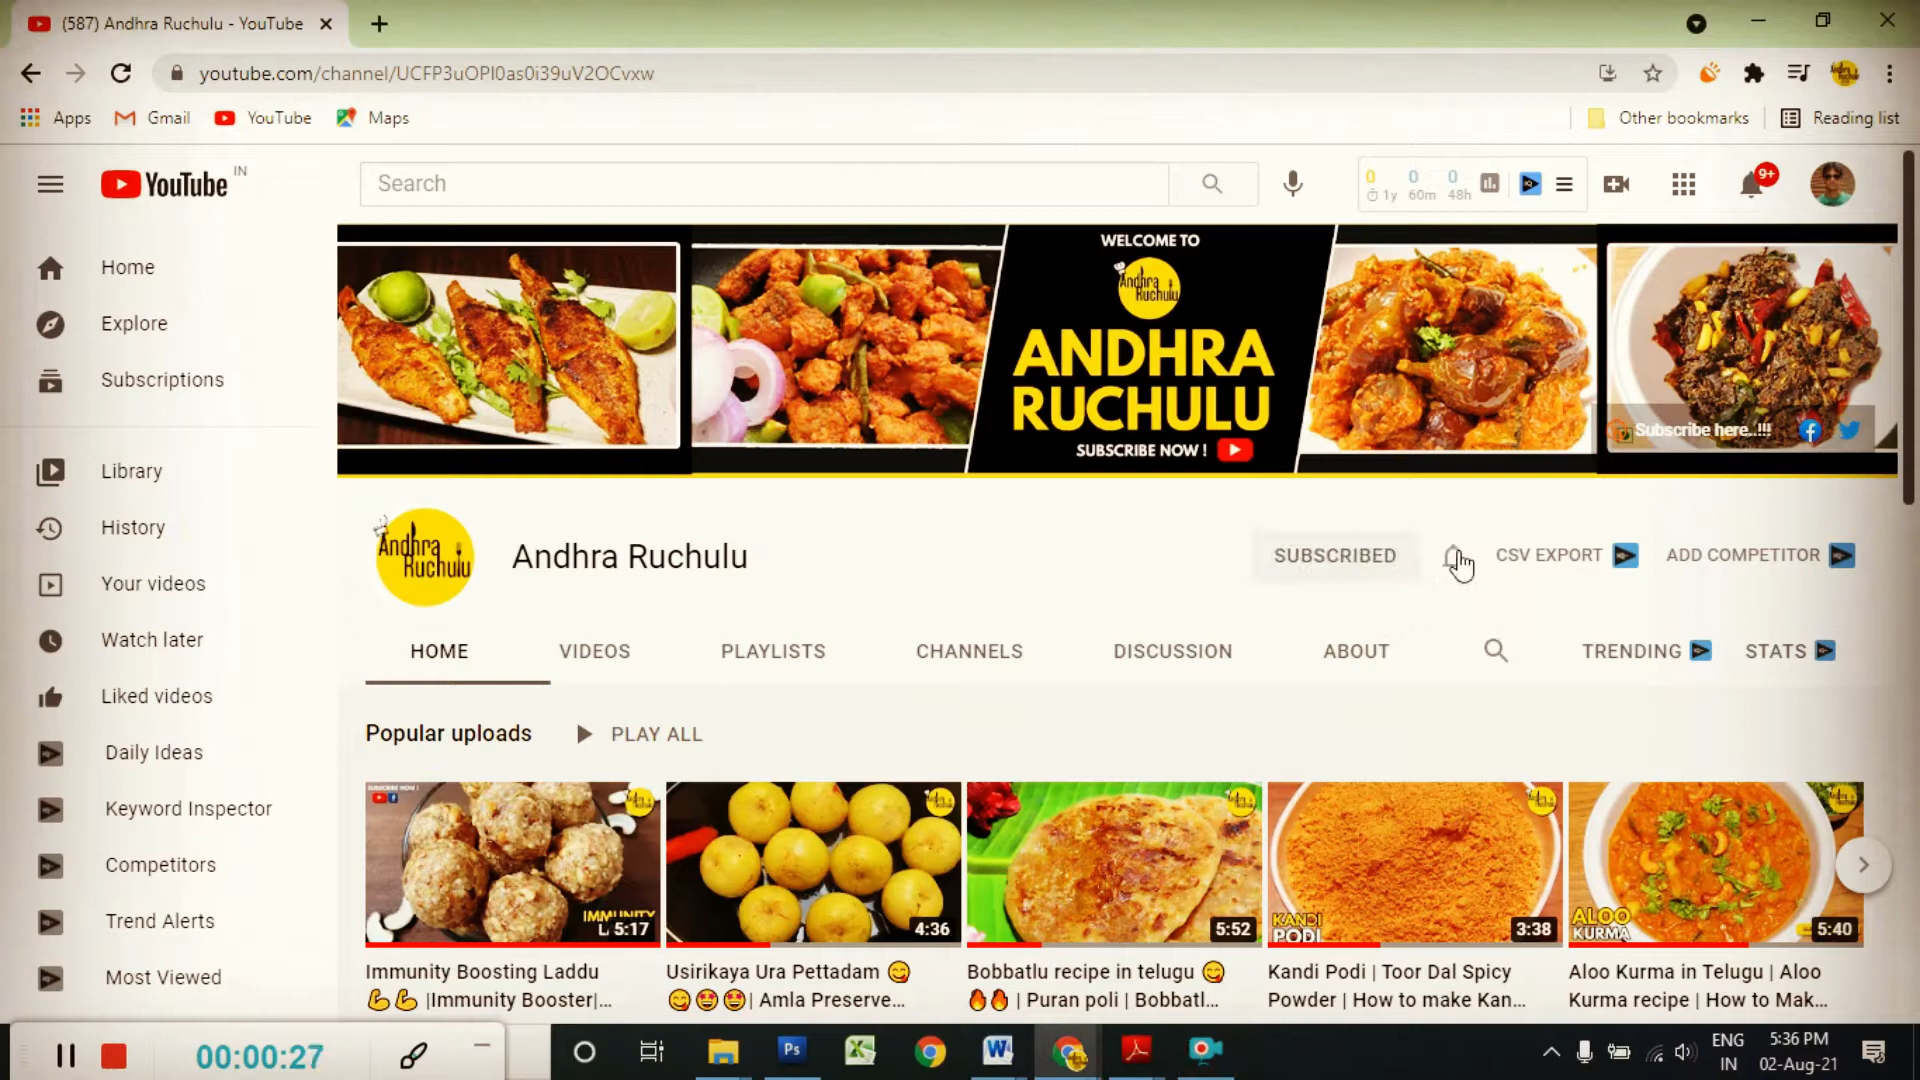 (587) Andhra Ruchulu - YouTube
youtube.com/channel/UCFP3uOPI0as0i39uV2OCvxw
Apps
Gmail
YouTube
Maps
Other bookmarks
Reading list
YouTube IN
Search
0 0 0
1y 60m 48h
9+
Home
Explore
Subscriptions
Library
History
Your videos
Watch later
Liked videos
Daily Ideas
Keyword Inspector
Competitors
Trend Alerts
Most Viewed
WELCOME TO
Andhra
Ruchulu
ANDHRA
RUCHULU
SUBSCRIBE NOW !
Subscribe here..!!!
Andhra
Ruchulu
Andhra Ruchulu
SUBSCRIBED
CSV EXPORT
ADD COMPETITOR
HOME
VIDEOS
PLAYLISTS
CHANNELS
DISCUSSION
ABOUT
TRENDING
STATS
Popular uploads
PLAY ALL
SUBSCRIBE NOW !
IMMUNITY
5:17
4:36
5:52
KANDI
PODI
3:38
ALOO
KURMA
5:40
Immunity Boosting Laddu
💪💪 |Immunity Booster|...
Usirikaya Ura Pettadam 😋
😋🤩🤩| Amla Preserve...
Bobbatlu recipe in telugu 😋
🔥🔥 | Puran poli | Bobbatl...
Kandi Podi | Toor Dal Spicy
Powder | How to make Kan...
Aloo Kurma in Telugu | Aloo
Kurma recipe | How to Mak...
00:00:27
Ps
ENG
IN
5:36 PM
02-Aug-21